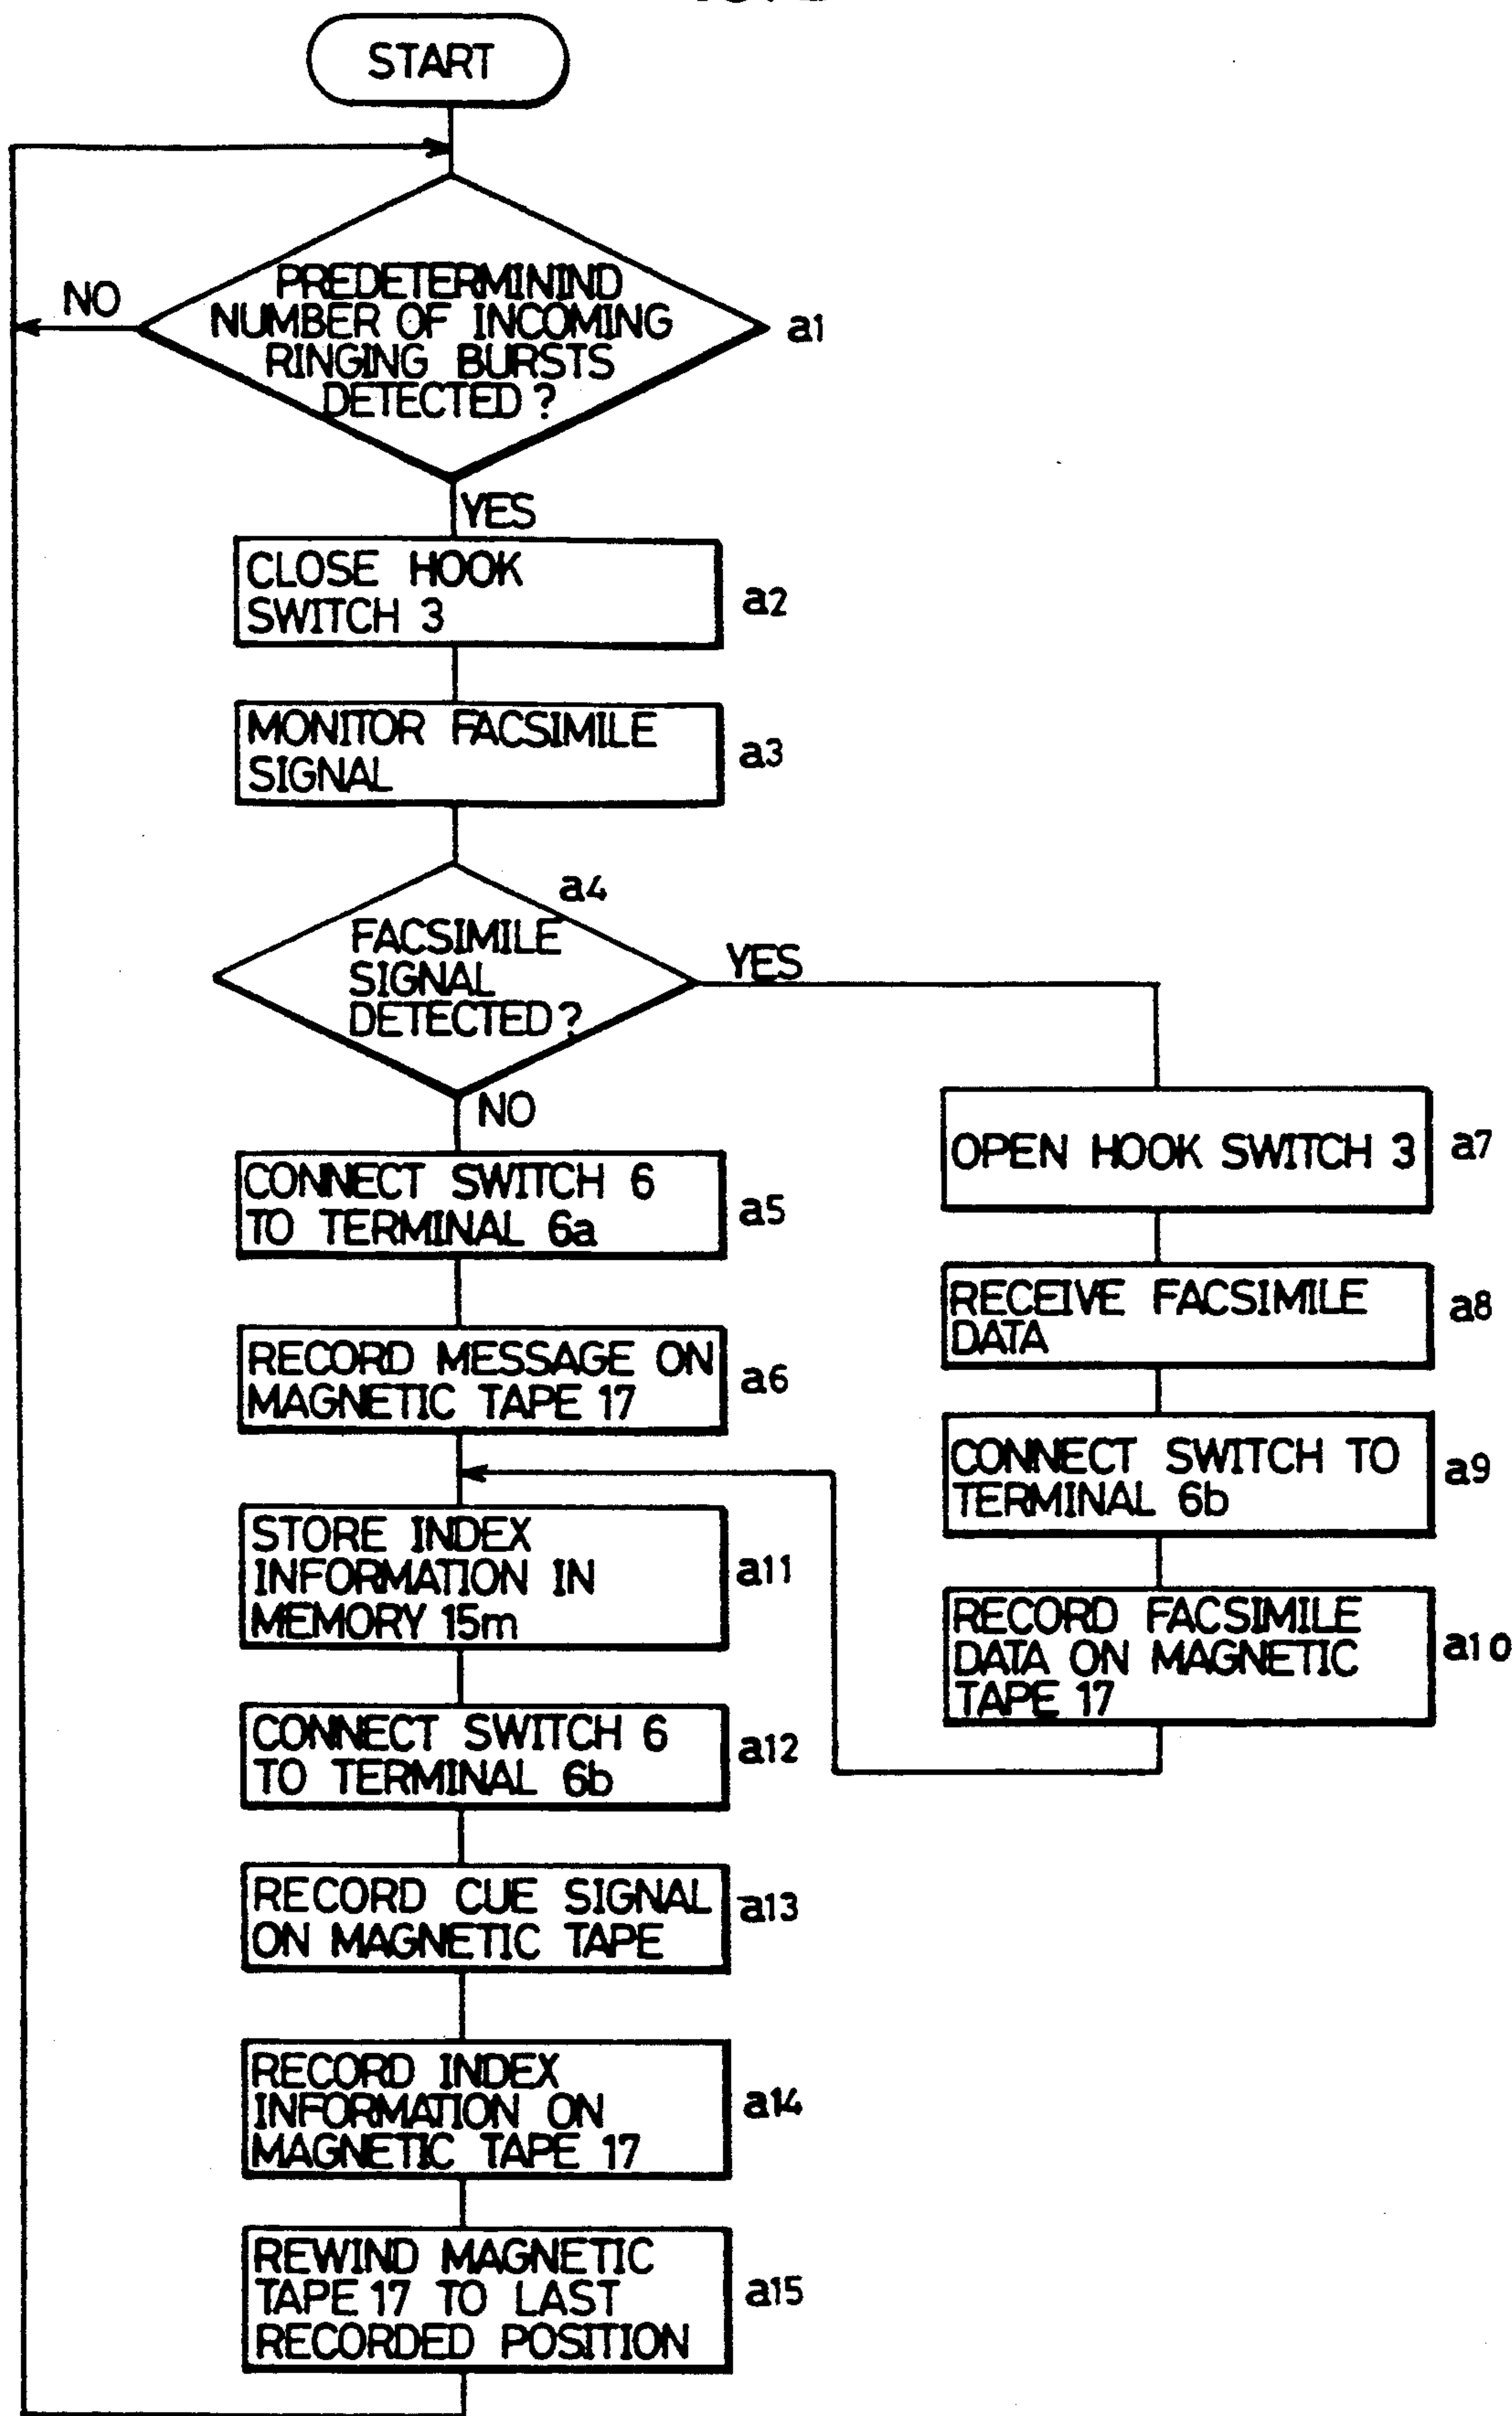 START
PREDETERMININD
NUMBER OF INCOMING
RINGING BURSTS
DETECTED?
a1
NO
YES
CLOSE HOOK
SWITCH 3
a2
MONITOR FACSIMILE
SIGNAL
a3
a4
FACSIMILE
SIGNAL
DETECTED?
YES
NO
CONNECT SWITCH 6
TO TERMINAL 6a
a5
RECORD MESSAGE ON
MAGNETIC TAPE 17
a6
OPEN HOOK SWITCH 3
a7
RECEIVE FACSIMILE
DATA
a8
CONNECT SWITCH TO
TERMINAL 6b
a9
RECORD FACSIMILE
DATA ON MAGNETIC
TAPE 17
a10
STORE INDEX
INFORMATION IN
MEMORY 15m
a11
CONNECT SWITCH 6
TO TERMINAL 6b
a12
RECORD CUE SIGNAL
ON MAGNETIC TAPE
a13
RECORD INDEX
INFORMATION ON
MAGNETIC TAPE 17
a14
REWIND MAGNETIC
TAPE 17 TO LAST
RECORDED POSITION
a15